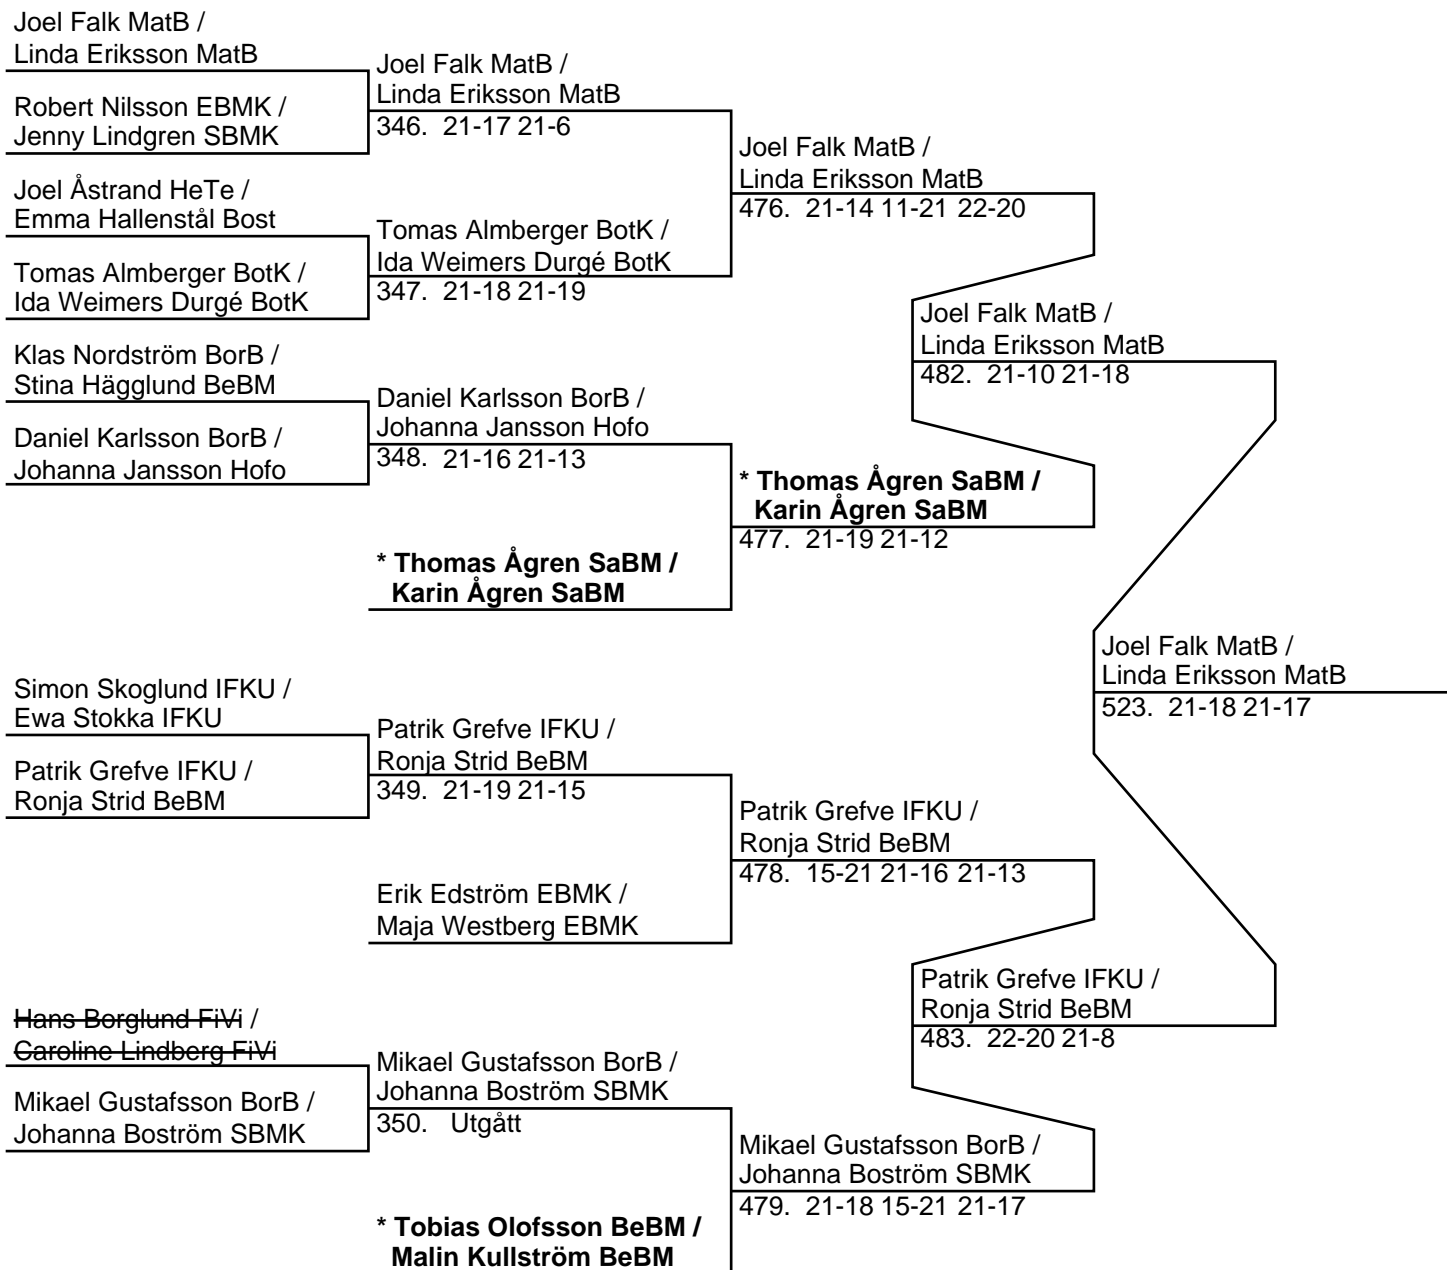 Joel Falk MatB /
Linda Eriksson MatB
Robert Nilsson EBMK /
Jenny Lindgren SBMK
Joel Åstrand HeTe /
Emma Hallenstål Bost
Tomas Almberger BotK /
Ida Weimers Durgé BotK
Klas Nordström BorB /
Stina Hägglund BeBM
Daniel Karlsson BorB /
Johanna Jansson Hofo
Simon Skoglund IFKU /
Ewa Stokka IFKU
Patrik Grefve IFKU /
Ronja Strid BeBM
Hans Borglund FiVi /
Caroline Lindberg FiVi
Mikael Gustafsson BorB /
Johanna Boström SBMK
Joel Falk MatB /
Linda Eriksson MatB
346. 21-17 21-6
Tomas Almberger BotK /
Ida Weimers Durgé BotK
347. 21-18 21-19
Daniel Karlsson BorB /
Johanna Jansson Hofo
348. 21-16 21-13
* Thomas Ågren SaBM /
Karin Ågren SaBM
Patrik Grefve IFKU /
Ronja Strid BeBM
349. 21-19 21-15
Erik Edström EBMK /
Maja Westberg EBMK
Mikael Gustafsson BorB /
Johanna Boström SBMK
350. Utgått
* Tobias Olofsson BeBM /
Malin Kullström BeBM
Joel Falk MatB /
Linda Eriksson MatB
476. 21-14 11-21 22-20
* Thomas Ågren SaBM /
Karin Ågren SaBM
477. 21-19 21-12
Patrik Grefve IFKU /
Ronja Strid BeBM
478. 15-21 21-16 21-13
Mikael Gustafsson BorB /
Johanna Boström SBMK
479. 21-18 15-21 21-17
Joel Falk MatB /
Linda Eriksson MatB
482. 21-10 21-18
Patrik Grefve IFKU /
Ronja Strid BeBM
483. 22-20 21-8
Joel Falk MatB /
Linda Eriksson MatB
523. 21-18 21-17